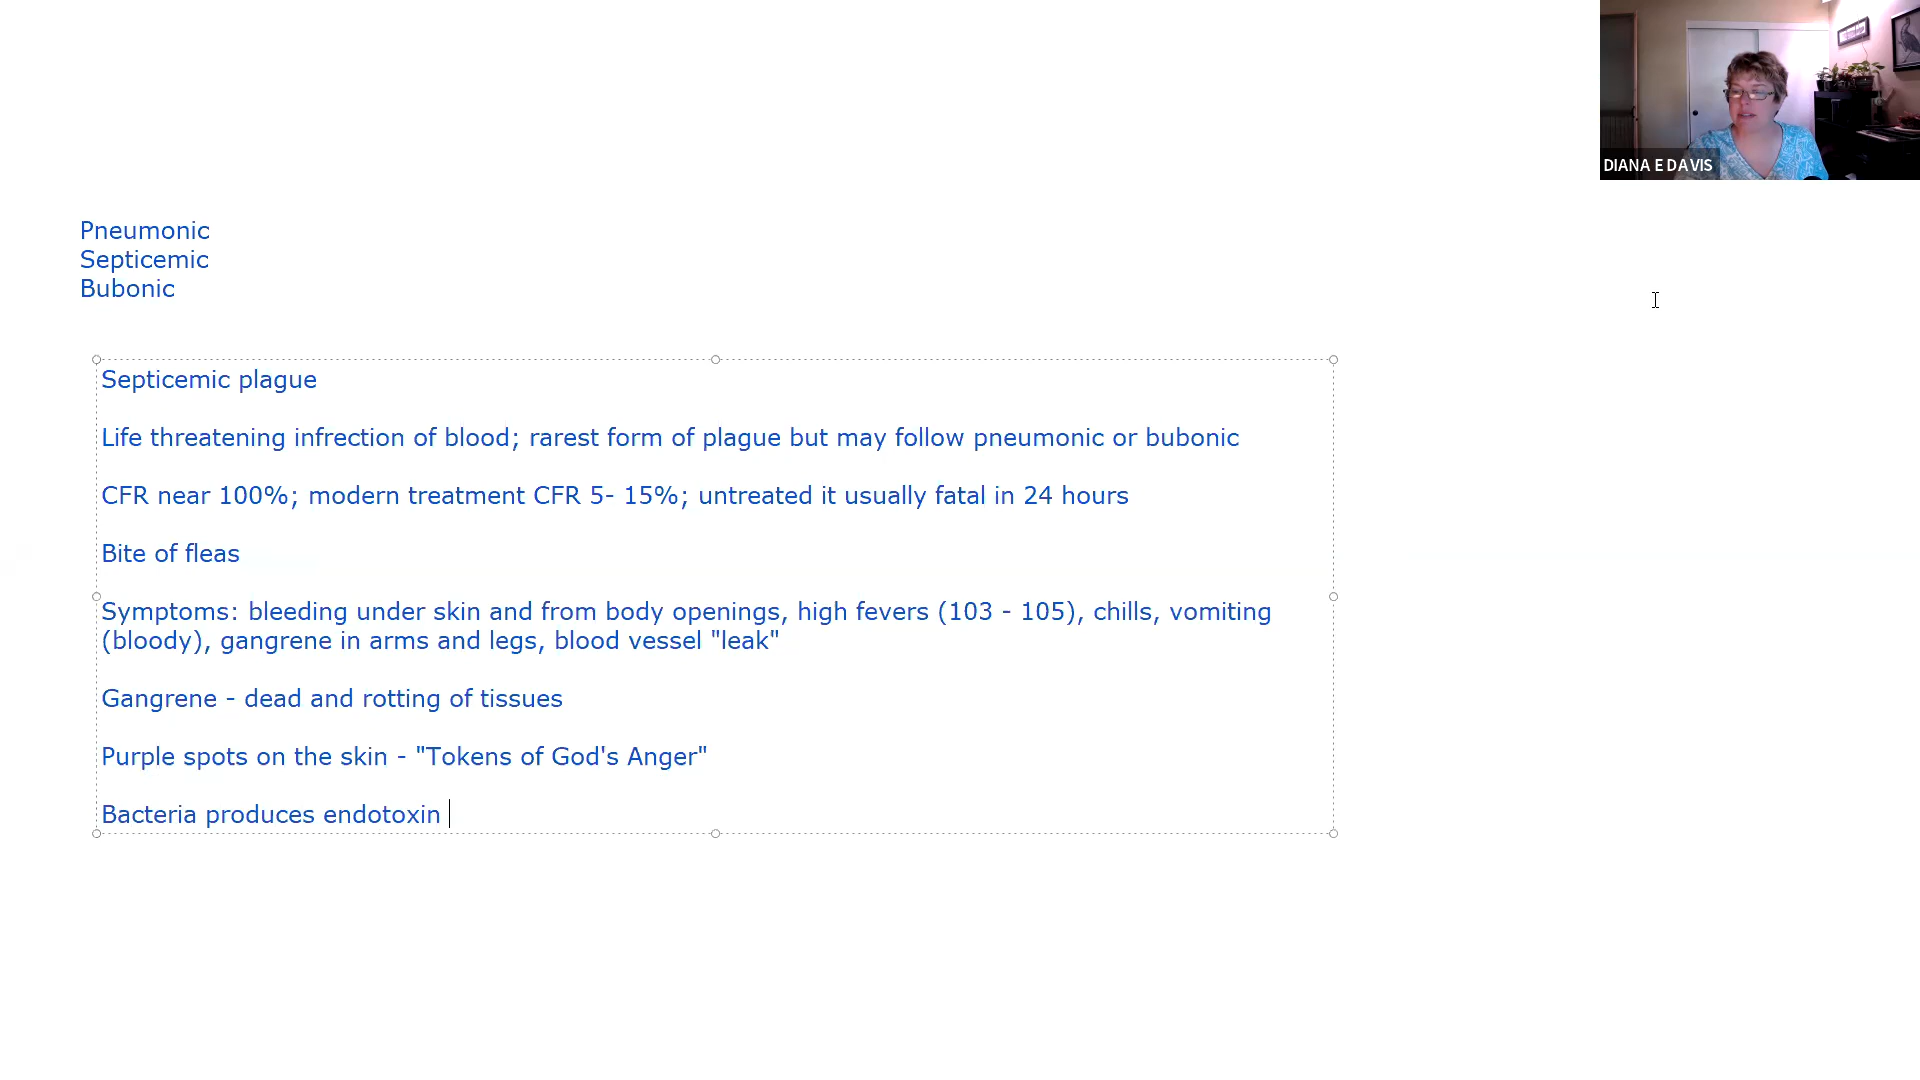 DIANA E DAVIS
Pneumonic
Septicemic
Bubonic
Septicemic plague
Life threatening infrection of blood; rarest form of plague but may follow pneumonic or bubonic
CFR near 100%; modern treatment CFR 5- 15%; untreated it usually fatal in 24 hours
Bite of fleas
Symptoms: bleeding under skin and from body openings, high fevers (103 - 105), chills, vomiting
(bloody), gangrene in arms and legs, blood vessel "leak"
Gangrene - dead and rotting of tissues
Purple spots on the skin - "Tokens of God's Anger"
Bacteria produces endotoxin